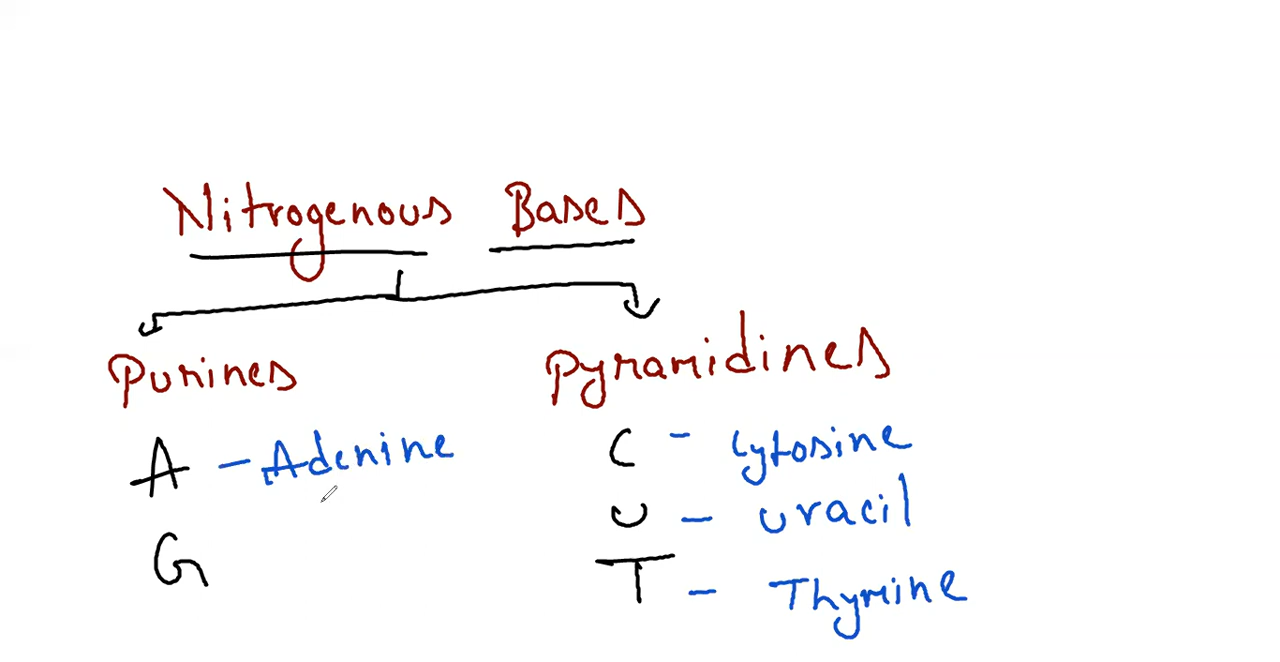 Nitrogenous Bases
Purines Pyramidines
A - Adenine C - Cytosine
U - Uracil
G T - Thymine